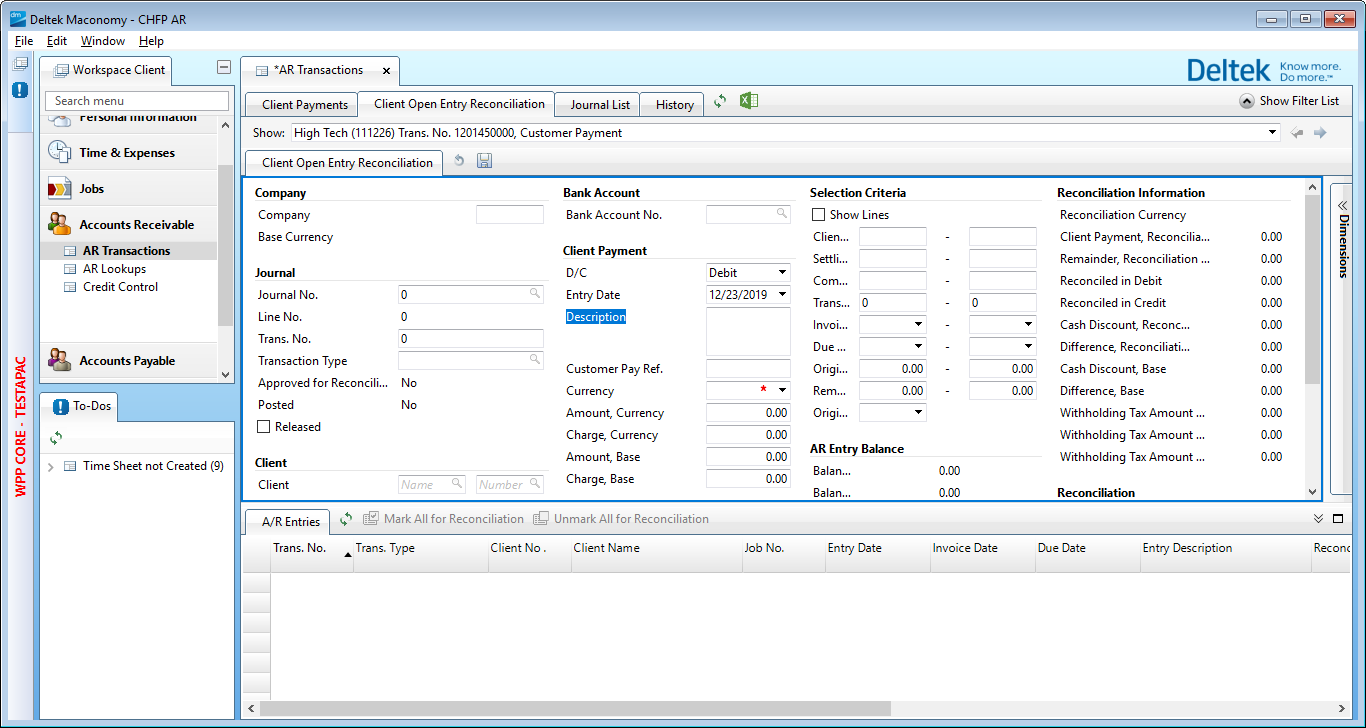 Deltek Maconomy - CHFP AR
File Edit Window Help
Workspace Client
*AR Transactions
Deltek Know more. Do more.™
Search menu
Client Payments Client Open Entry Reconciliation Journal List History Show Filter List
Personal Information
Show: High Tech (111226) Trans. No. 1201450000, Customer Payment
Time & Expenses
Client Open Entry Reconciliation
Jobs
Accounts Receivable
AR Transactions
AR Lookups
Credit Control
Accounts Payable
WPP CORE - TESTAPAC
To-Dos
Time Sheet not Created (9)
Company
Company
Base Currency
Journal
Journal No. 0
Line No. 0
Trans. No. 0
Transaction Type
Approved for Reconcili... No
Posted No
Released
Client
Client Name Number
Bank Account
Bank Account No.
Client Payment
D/C Debit
Entry Date 12/23/2019
Description
Customer Pay Ref.
Currency *
Amount, Currency 0.00
Charge, Currency 0.00
Amount, Base 0.00
Charge, Base 0.00
Selection Criteria
Show Lines
Clien... -
Settli... -
Com... -
Trans... 0 - 0
Invoi... -
Due ... -
Origi... 0.00 - 0.00
Rem... 0.00 - 0.00
Origi...
AR Entry Balance
Balan... 0.00
Balan... 0.00
Reconciliation Information
Reconciliation Currency
Client Payment, Reconcilia... 0.00
Remainder, Reconciliation ... 0.00
Reconciled in Debit 0.00
Reconciled in Credit 0.00
Cash Discount, Reconc... 0.00
Difference, Reconciliati... 0.00
Cash Discount, Base 0.00
Difference, Base 0.00
Withholding Tax Amount ... 0.00
Withholding Tax Amount ... 0.00
Withholding Tax Amount ... 0.00
Reconciliation
Dimensions
A/R Entries Mark All for Reconciliation Unmark All for Reconciliation
Trans. No. Trans. Type Client No . Client Name Job No. Entry Date Invoice Date Due Date Entry Description Reconc